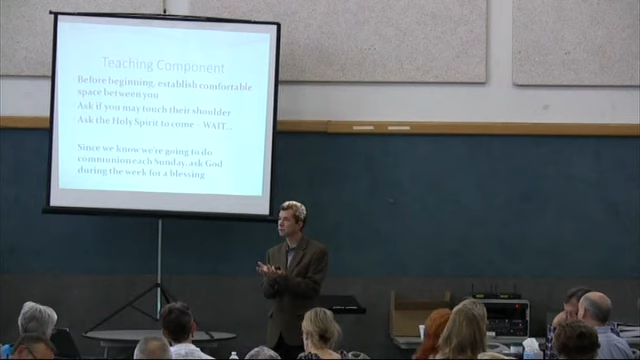 Teaching Component
Before beginning, establish comfortable
space between you
Ask if you may touch their shoulder
Ask the Holy Spirit to come – WAIT...
Since we know we're going to do
communion each Sunday, ask God
during the week for a blessing